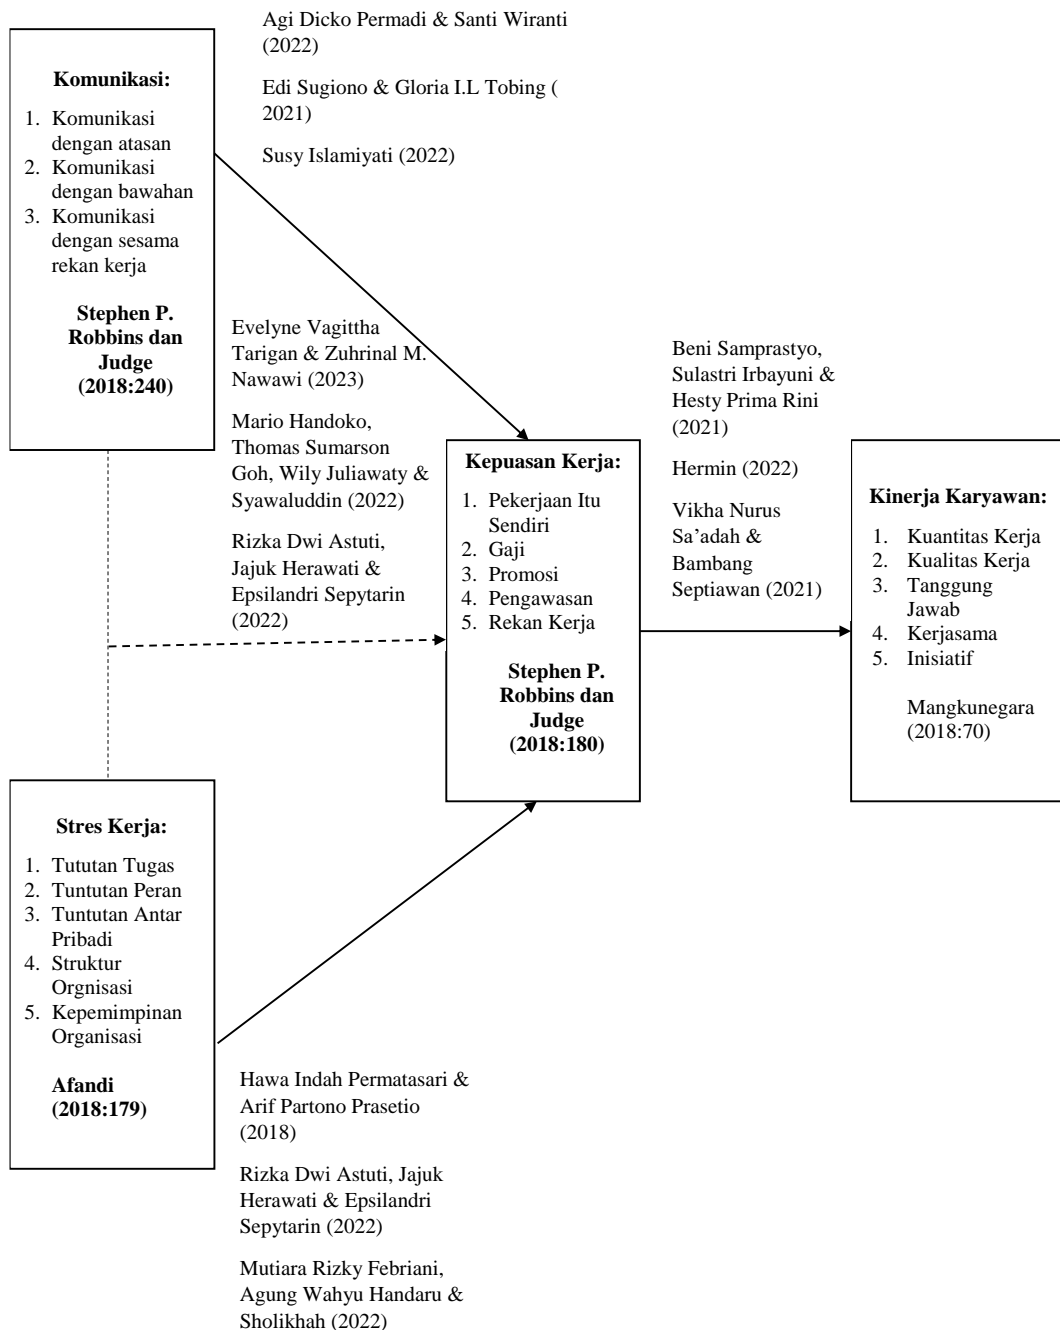 Agi Dicko Permadi & Santi Wiranti
(2022)
Edi Sugiono & Gloria I.L Tobing (
2021)
Susy Islamiyati (2022)
Komunikasi:
1. Komunikasi
dengan atasan
2. Komunikasi
dengan bawahan
3. Komunikasi
dengan sesama
rekan kerja
Stephen P.
Robbins dan
Judge
(2018:240)
Evelyne Vagittha
Tarigan & Zuhrinal M.
Nawawi (2023)
Mario Handoko,
Thomas Sumarson
Goh, Wily Juliawaty &
Syawaluddin (2022)
Rizka Dwi Astuti,
Jajuk Herawati &
Epsilandri Sepytarin
(2022)
Kepuasan Kerja:
1. Pekerjaan Itu
Sendiri
2. Gaji
3. Promosi
4. Pengawasan
5. Rekan Kerja
Stephen P.
Robbins dan
Judge
(2018:180)
Beni Samprastyo,
Sulastri Irbayuni &
Hesty Prima Rini
(2021)
Hermin (2022)
Vikha Nurus
Sa’adah &
Bambang
Septiawan (2021)
Kinerja Karyawan:
1. Kuantitas Kerja
2. Kualitas Kerja
3. Tanggung
Jawab
4. Kerjasama
5. Inisiatif
Mangkunegara
(2018:70)
Stres Kerja:
1. Tututan Tugas
2. Tuntutan Peran
3. Tuntutan Antar
Pribadi
4. Struktur
Orgnisasi
5. Kepemimpinan
Organisasi
Afandi
(2018:179)
Hawa Indah Permatasari &
Arif Partono Prasetio
(2018)
Rizka Dwi Astuti, Jajuk
Herawati & Epsilandri
Sepytarin (2022)
Mutiara Rizky Febriani,
Agung Wahyu Handaru &
Sholikhah (2022)